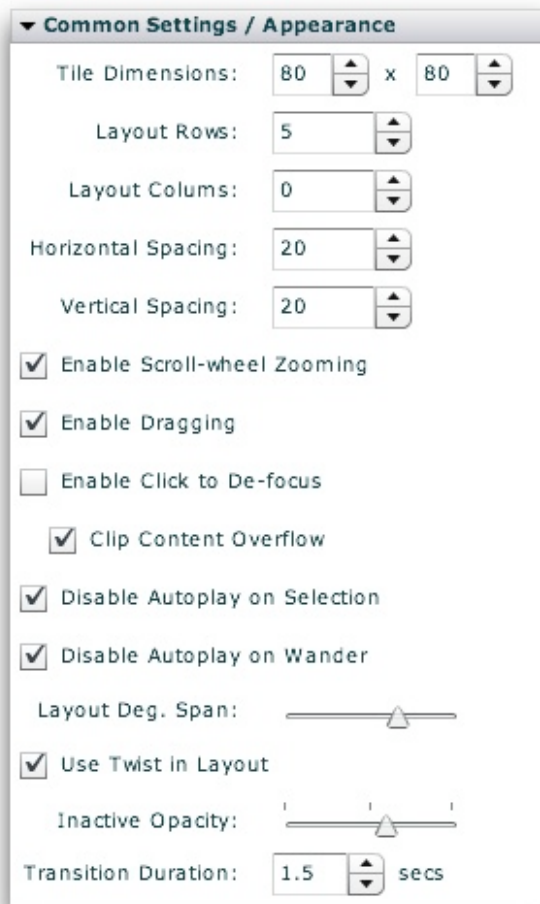 Common Settings / Appearance
Tile Dimensions: 80 x 80
Layout Rows: 5
Layout Colums: 0
Horizontal Spacing: 20
Vertical Spacing: 20
Enable Scroll-wheel Zooming
Enable Dragging
Enable Click to De-focus
Clip Content Overflow
Disable Autoplay on Selection
Disable Autoplay on Wander
Layout Deg. Span:
Use Twist in Layout
Inactive Opacity:
Transition Duration: 1.5 secs